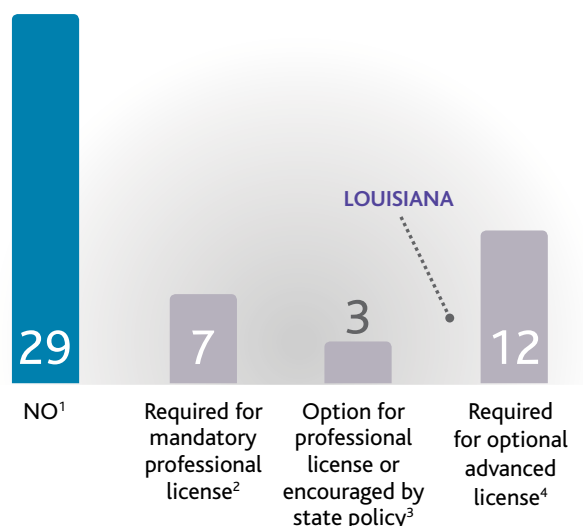 LOUISIANA
29
7
3
12
NO¹
Required for
mandatory
professional
license²
Option for
professional
license or
encouraged by
state policy³
Required
for optional
advanced
license⁴